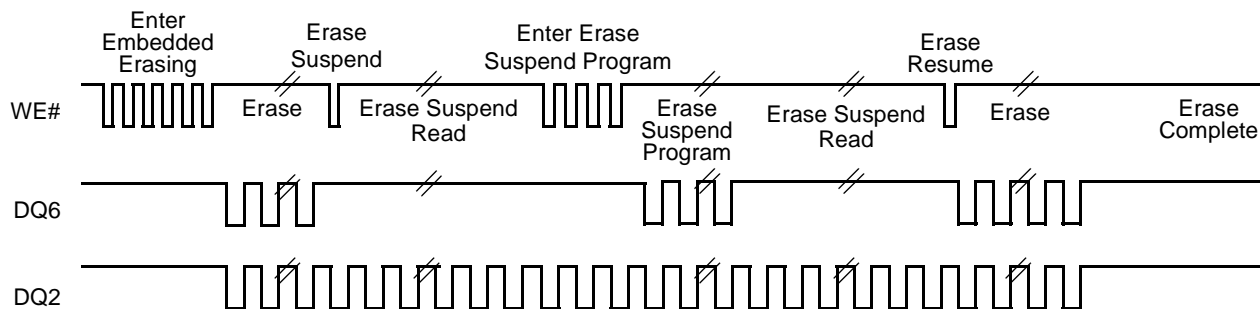 Enter
Embedded
Erasing
Erase
Suspend
Enter Erase
Suspend Program
Erase
Resume
WE#
Erase
Erase Suspend
Read
Erase
Suspend
Program
Erase Suspend
Read
Erase
Erase
Complete
DQ6
DQ2